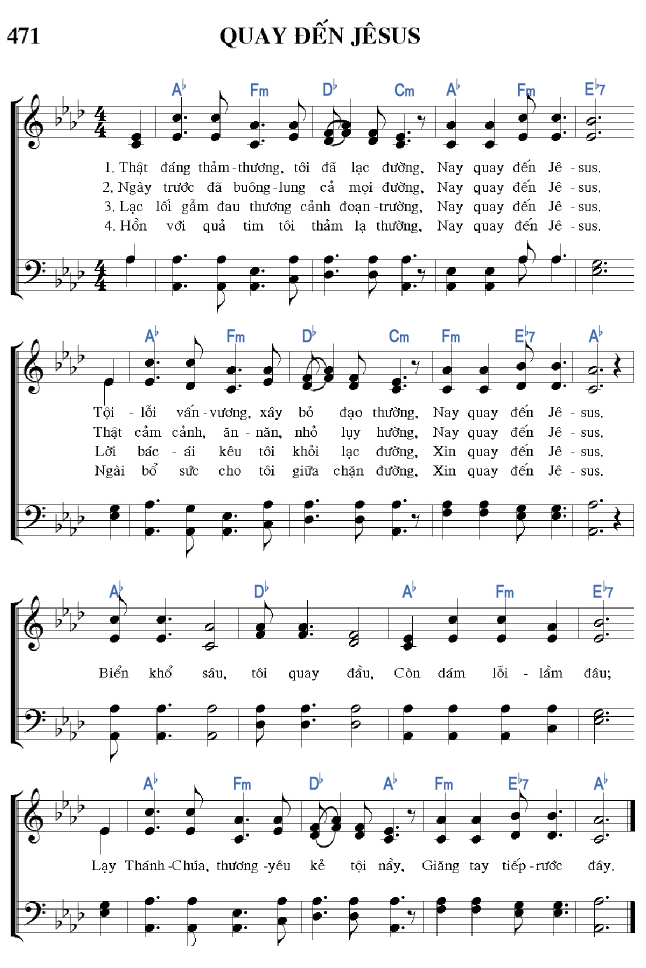 471 QUAY ĐẾN JÊSUS
A♭ Fm D♭ Cm A♭ Fm E♭7
4 4
1. Thật đáng thảm-thương, tôi đã lạc đường, Nay quay đến Jê-sus.
2. Ngày trước đã buông-lung cả mọi đường, Nay quay đến Jê-sus.
3. Lạc lối gẫm đau thương cảnh đoạn-trường, Nay quay đến Jê-sus.
4. Hồn với quả tim tôi thảm lạ thường, Nay quay đến Jê-sus.
4 4
A♭ Fm D♭ Cm Fm E♭7 A♭
Tội-lỗi vấn-vương, xây bỏ đạo thường, Nay quay đến Jê-sus.
Thật cảm cảnh, ăn-năn, nhỏ lụy hường, Nay quay đến Jê-sus.
Lời bác-ái kêu tôi khỏi lạc đường, Xin quay đến Jê-sus.
Ngài bổ sức cho tôi giữa chặn đường, Xin quay đến Jê-sus.
A♭ D♭ A♭ Fm E♭7
Biển khổ sâu, tôi quay đầu, Còn dám lỗi-lầm đâu;
A♭ Fm D♭ A♭ Fm E♭7 A♭
Lạy Thánh-Chúa, thương-yêu kẻ tội nầy, Giăng tay tiếp-rước đây.